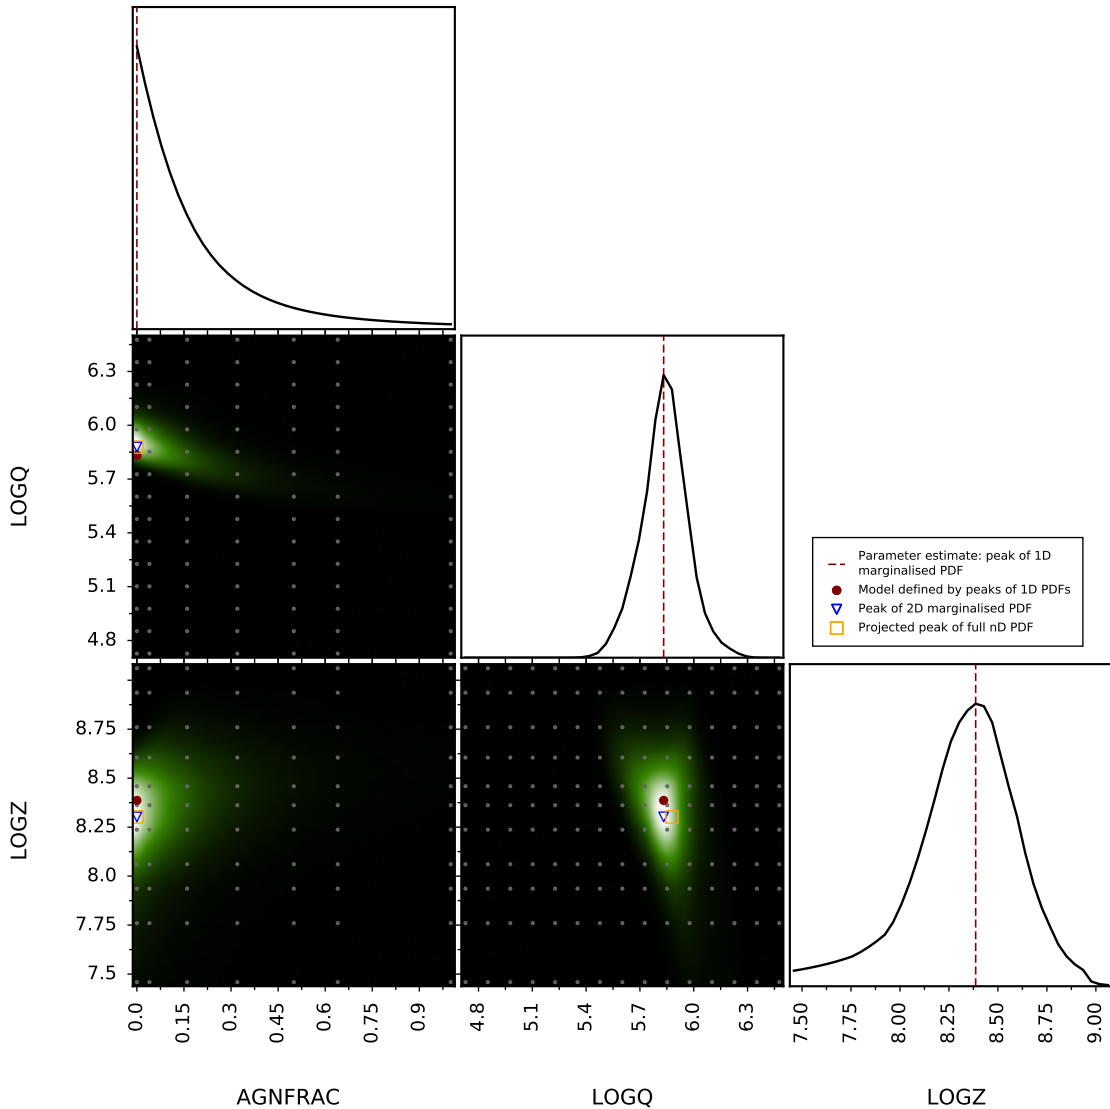 6.3
6.0
5.7
5.4
5.1
4.8
LOGQ
Parameter estimate: peak of 1D
marginalised PDF
Model defined by peaks of 1D PDFs
Peak of 2D marginalised PDF
Projected peak of full nD PDF
8.75
8.5
8.25
8.0
7.75
7.5
LOGZ
0.0 0.15 0.3 0.45 0.6 0.75 0.9
4.8 5.1 5.4 5.7 6.0 6.3
7.50 7.75 8.00 8.25 8.50 8.75 9.00
AGNFRAC LOGQ LOGZ